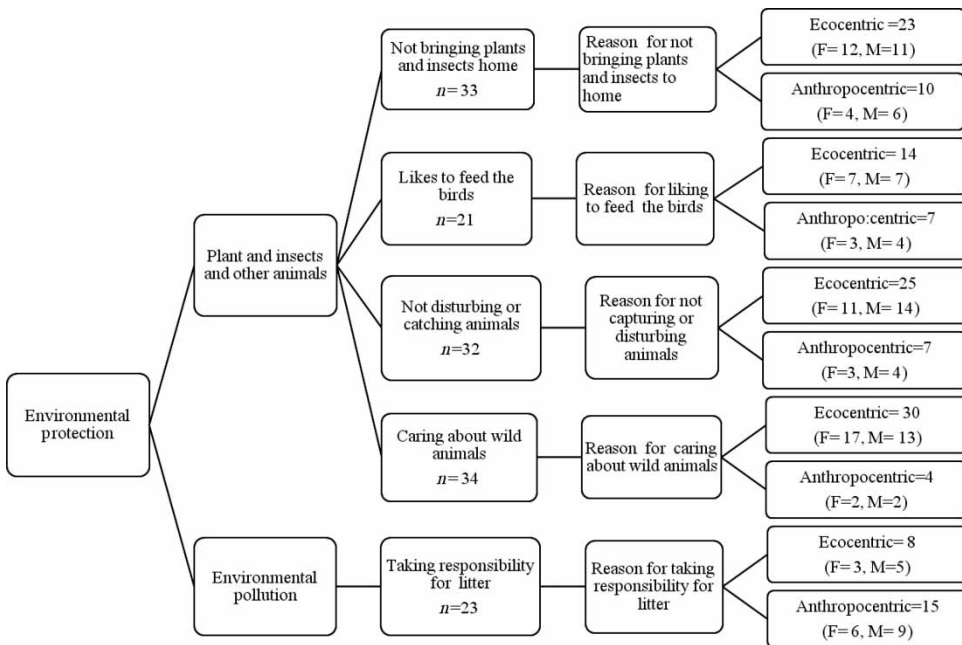 Environmental
protection
Plant and insects
and other animals
Environmental
pollution
Not bringing plants
and insects home
n= 33
Likes to feed the
birds
n=21
Not disturbing or
catching animals
n=32
Caring about wild
animals
n= 34
Taking responsibility
for litter
n=23
Reason for not
bringing plants
and insects to
home
Reason for liking
to feed the birds
Reason for not
capturing or
disturbing
animals
Reason for caring
about wild animals
Reason for taking
responsibility for
litter
Ecocentric =23
(F= 12, M=11)
Anthropocentric=10
(F=4, M= 6)
Ecocentric= 14
(F= 7, M= 7)
Anthropo:centric=7
(F= 3, M= 4)
Ecocentric=25
(F= 11, M= 14)
Anthropocentric=7
(F=3, M= 4)
Ecocentric= 30
(F= 17, M= 13)
Anthropocentric=4
(F=2, M=2)
Ecocentric= 8
(F= 3, M=5)
Anthropocentric=15
(F= 6, M= 9)